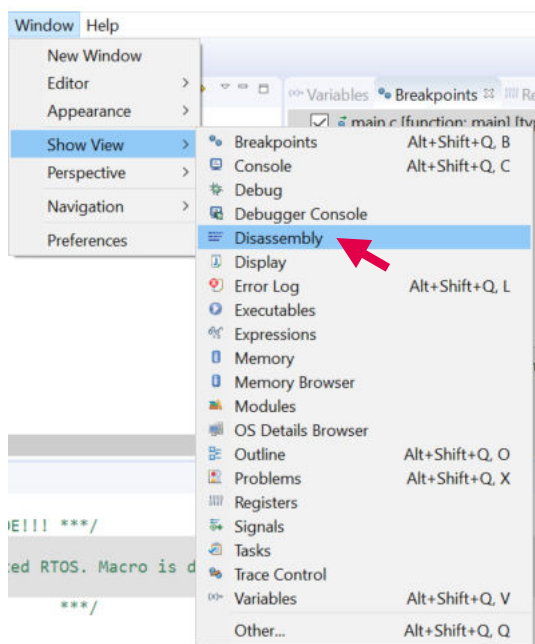 Window Help
New Window
Editor >
Appearance >
Show View >
Perspective >
Navigation >
Preferences
(x)= Variables Breakpoints
main.c [function: main] [ty
Breakpoints Alt+Shift+Q, B
Console Alt+Shift+Q, C
Debug
Debugger Console
Disassembly
Display
Error Log Alt+Shift+Q, L
Executables
Expressions
Memory
Memory Browser
Modules
OS Details Browser
Outline Alt+Shift+Q, O
Problems Alt+Shift+Q, X
Registers
Signals
Tasks
Trace Control
(x)= Variables Alt+Shift+Q, V
Other... Alt+Shift+Q, Q
DE!!! ***/
ted RTOS. Macro is d
***/